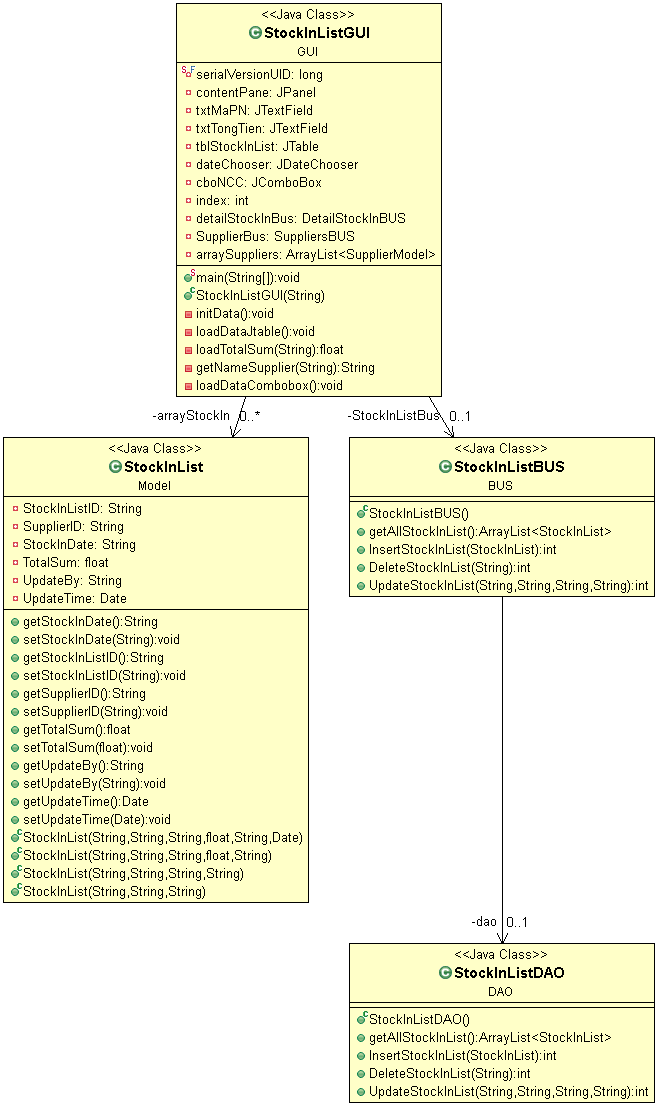 <<Java Class>>
StockInListGUI
GUI
serialVersionUID: long
contentPane: JPanel
txtMaPN: JTextField
txtTongTien: JTextField
tblStockInList: JTable
dateChooser: JDateChooser
cboNCC: JComboBox
index: int
detailStockInBus: DetailStockInBUS
SupplierBus: SuppliersBUS
arraySuppliers: ArrayList<SupplierModel>
main(String[]):void
StockInListGUI(String)
initData():void
loadDataJtable():void
loadTotalSum(String):float
getNameSupplier(String):String
loadDataCombobox():void
-arrayStockIn 0..*
-StockInListBus 0..1
<<Java Class>>
StockInList
Model
StockInListID: String
SupplierID: String
StockInDate: String
TotalSum: float
UpdateBy: String
UpdateTime: Date
getStockInDate():String
setStockInDate(String):void
getStockInListID():String
setStockInListID(String):void
getSupplierID():String
setSupplierID(String):void
getTotalSum():float
setTotalSum(float):void
getUpdateBy():String
setUpdateBy(String):void
getUpdateTime():Date
setUpdateTime(Date):void
StockInList(String,String,String,float,String,Date)
StockInList(String,String,String,float,String)
StockInList(String,String,String,String)
StockInList(String,String,String)
<<Java Class>>
StockInListBUS
BUS
StockInListBUS()
getAllStockInList():ArrayList<StockInList>
InsertStockInList(StockInList):int
DeleteStockInList(String):int
UpdateStockInList(String,String,String,String):int
-dao 0..1
<<Java Class>>
StockInListDAO
DAO
StockInListDAO()
getAllStockInList():ArrayList<StockInList>
InsertStockInList(StockInList):int
DeleteStockInList(String):int
UpdateStockInList(String,String,String,String):int